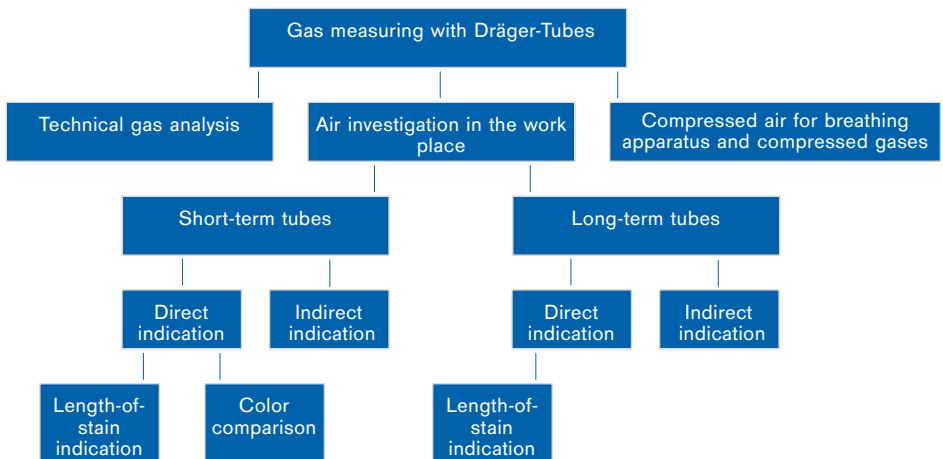 Gas measuring with Dräger-Tubes
Technical gas analysis
Air investigation in the work
place
Compressed air for breathing
apparatus and compressed gases
Short-term tubes
Long-term tubes
Direct
indication
Indirect
indication
Direct
indication
Indirect
indication
Length-of-
stain
indication
Color
comparison
Length-of-
stain
indication